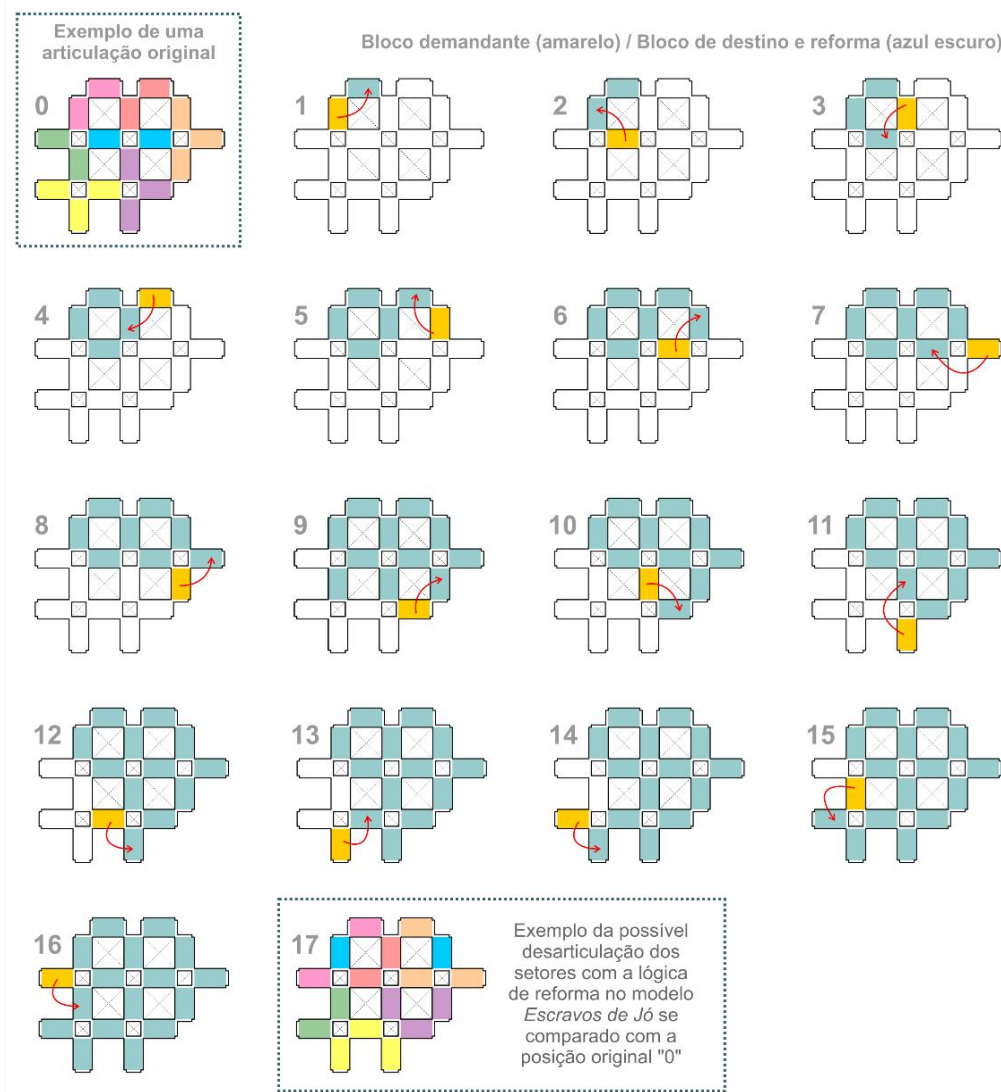 Exemplo de uma
articulação original
Bloco demandante (amarelo) / Bloco de destino e reforma (azul escuro)
0
1
2
3
4
5
6
7
8
9
10
11
12
13
14
15
16
17
Exemplo da possível
desarticulação dos
setores com a lógica
de reforma no modelo
Escravos de Jó se
comparado com a
posição original "0"